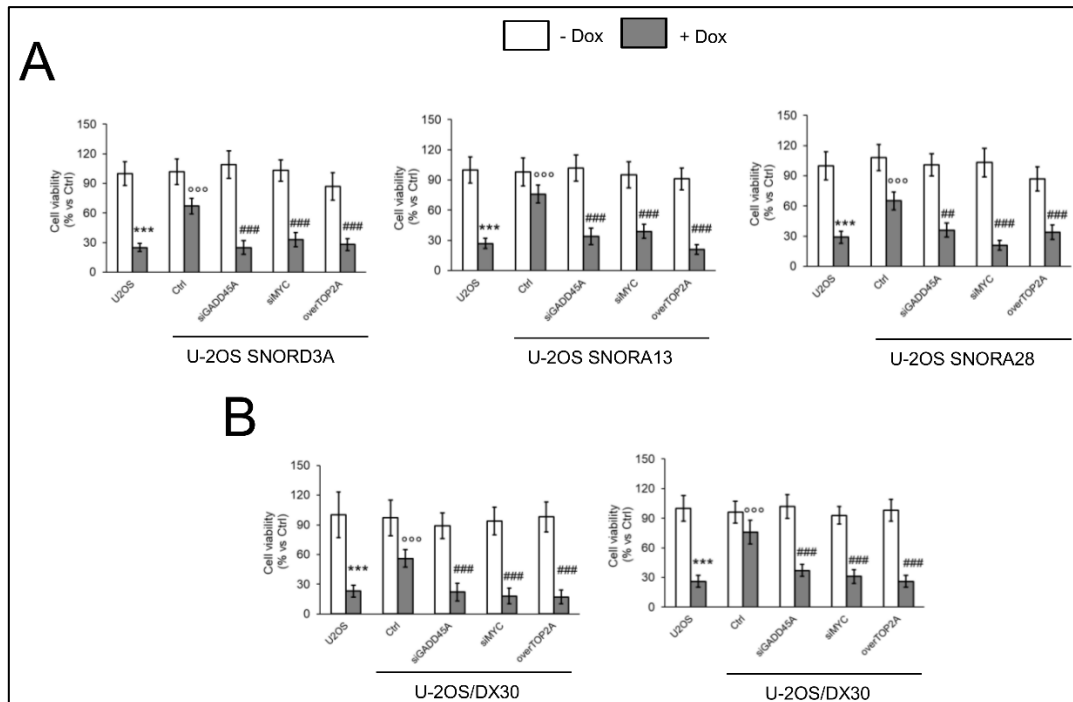 - Dox + Dox
A
150
120
90
60
30
0
Cell viability
(% vs Ctrl)
***
°°°
###
###
###
U2OS
Ctrl
siGADD45A
siMYC
overTOP2A
U-2OS SNORD3A
150
120
90
60
30
0
Cell viability
(% vs Ctrl)
***
°°°
###
###
###
U2OS
Ctrl
siGADD45A
siMYC
overTOP2A
U-2OS SNORA13
150
120
90
60
30
0
Cell viability
(% vs Ctrl)
***
°°°
##
###
###
U2OS
Ctrl
siGADD45A
siMYC
overTOP2A
U-2OS SNORA28
B
150
120
90
60
30
0
Cell viability
(% vs Ctrl)
***
°°°
###
###
###
U2OS
Ctrl
siGADD45A
siMYC
overTOP2A
U-2OS/DX30
150
120
90
60
30
0
Cell viability
(% vs Ctrl)
***
°°°
###
###
###
U2OS
Ctrl
siGADD45A
siMYC
overTOP2A
U-2OS/DX30